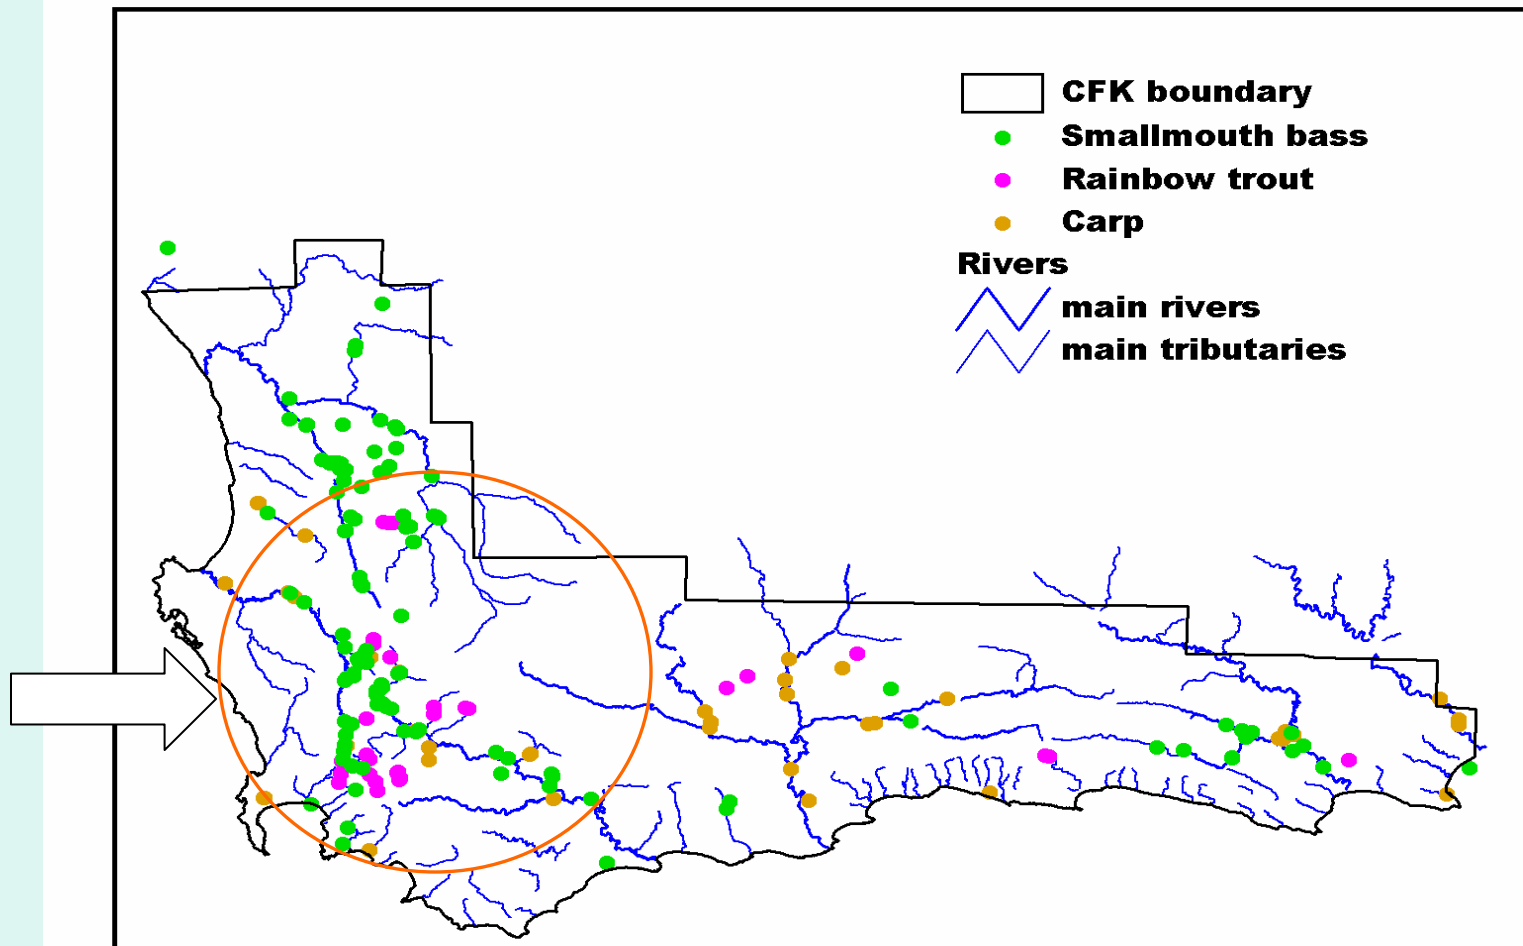 CFK boundary
Smallmouth bass
Rainbow trout
Carp
Rivers
main rivers
main tributaries